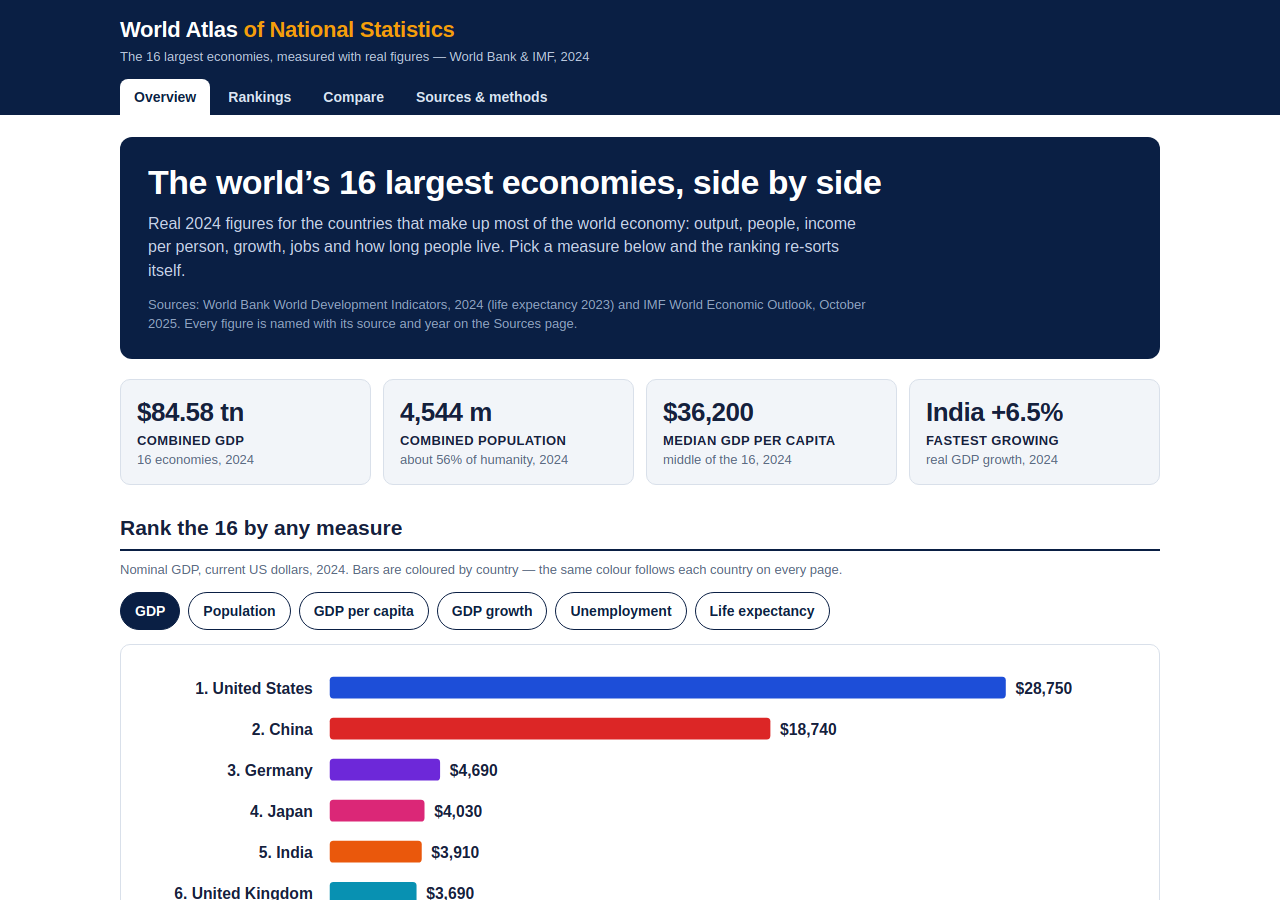 World Atlas of National Statistics
The 16 largest economies, measured with real figures — World Bank & IMF, 2024
Overview Rankings Compare Sources & methods
The world’s 16 largest economies, side by side
Real 2024 figures for the countries that make up most of the world economy: output, people, income
per person, growth, jobs and how long people live. Pick a measure below and the ranking re-sorts
itself.
Sources: World Bank World Development Indicators, 2024 (life expectancy 2023) and IMF World Economic Outlook, October
2025. Every figure is named with its source and year on the Sources page.
$84.58 tn
COMBINED GDP
16 economies, 2024
4,544 m
COMBINED POPULATION
about 56% of humanity, 2024
$36,200
MEDIAN GDP PER CAPITA
middle of the 16, 2024
India +6.5%
FASTEST GROWING
real GDP growth, 2024
Rank the 16 by any measure
Nominal GDP, current US dollars, 2024. Bars are coloured by country — the same colour follows each country on every page.
GDP Population GDP per capita GDP growth Unemployment Life expectancy
1. United States $28,750
2. China $18,740
3. Germany $4,690
4. Japan $4,030
5. India $3,910
6. United Kingdom $3,690